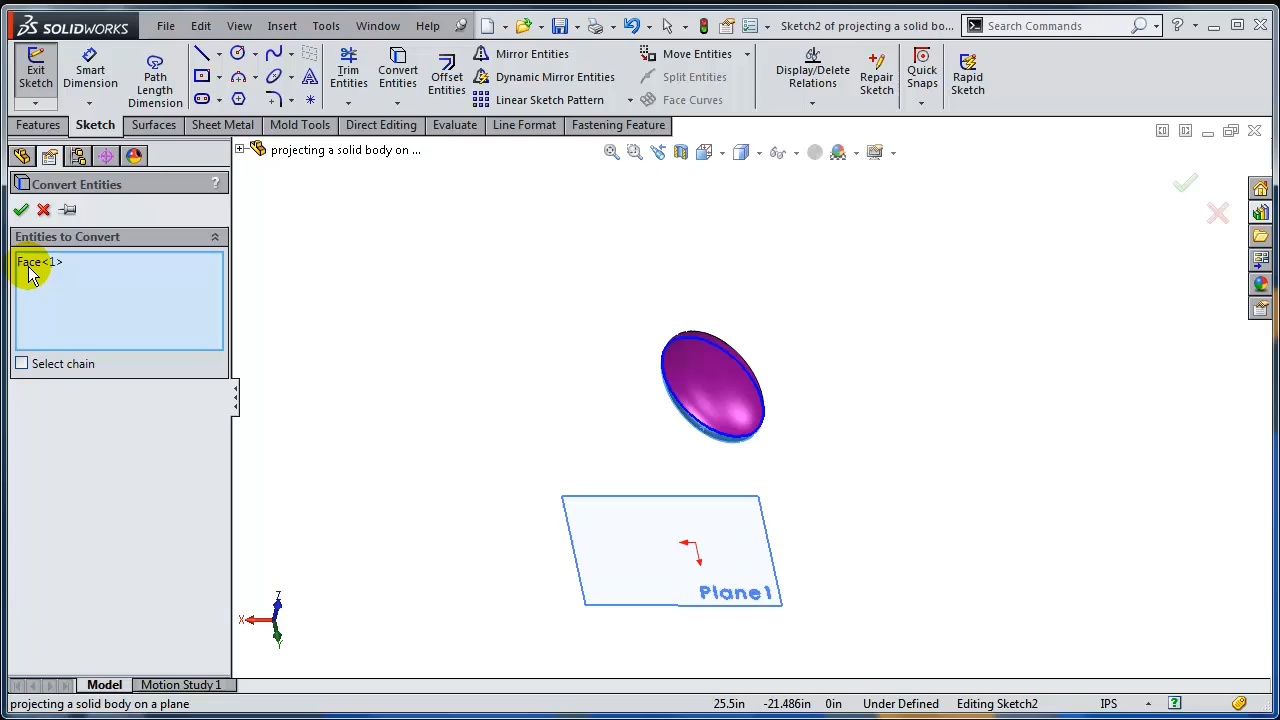 SOLIDWORKS File Edit View Insert Tools Window Help Sketch2 of projecting a solid bo... Search Commands
Exit Sketch
Smart Dimension
Path Length Dimension
Trim Entities
Convert Entities
Offset Entities
Mirror Entities
Dynamic Mirror Entities
Linear Sketch Pattern
Move Entities
Split Entities
Face Curves
Display/Delete Relations
Repair Sketch
Quick Snaps
Rapid Sketch
Features Sketch Surfaces Sheet Metal Mold Tools Direct Editing Evaluate Line Format Fastening Feature
projecting a solid body on ...
Convert Entities ?
Entities to Convert
Face<1>
Select chain
Plane1
Z
X
Y
Model Motion Study 1
projecting a solid body on a plane 25.5in -21.486in 0in Under Defined Editing Sketch2 IPS ?